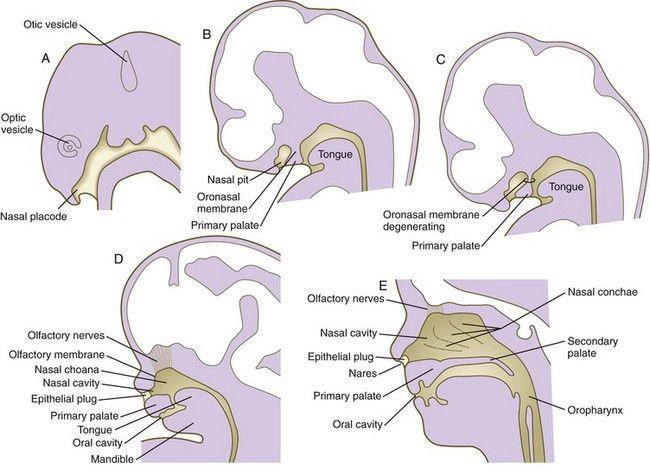 Otic vesicle
A
Optic
vesicle
Nasal placode
B
Tongue
Nasal pit
Oronasal
membrane
Primary palate
C
Tongue
Oronasal membrane
degenerating
Primary palate
D
Olfactory nerves
Olfactory membrane
Nasal choana
Nasal cavity
Epithelial plug
Primary palate
Tongue
Oral cavity
Mandible
E
Olfactory nerves
Nasal cavity
Epithelial plug
Nares
Primary palate
Oral cavity
Nasal conchae
Secondary
palate
Oropharynx